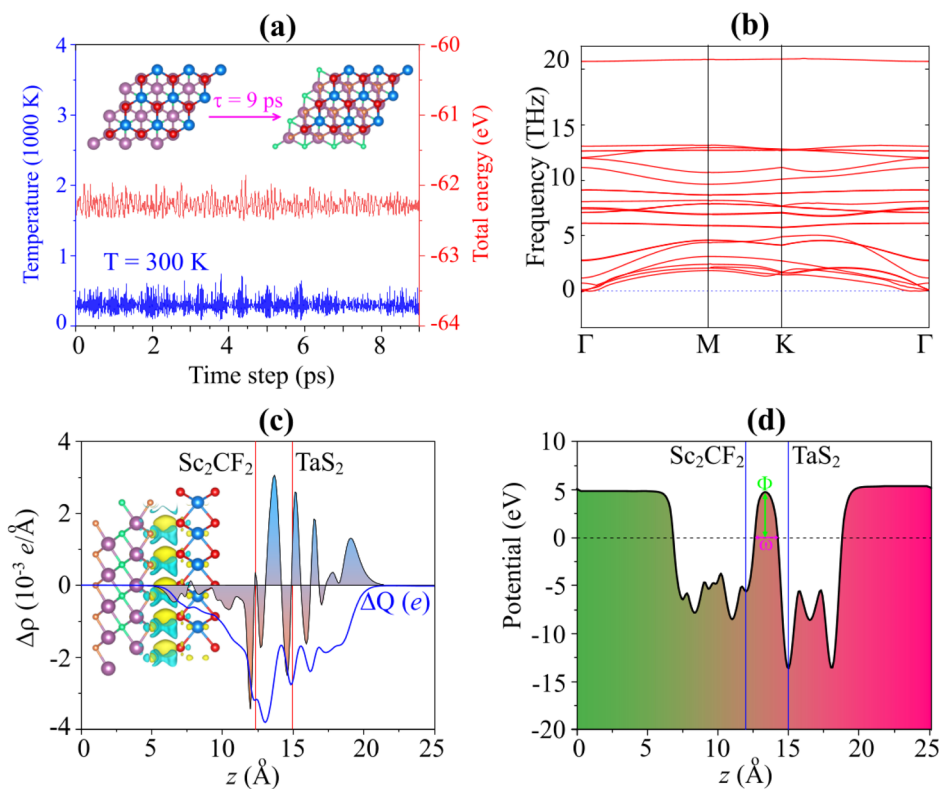 (a)
4
3
2
1
0
Temperature (1000 K)
τ = 9 ps
T = 300 K
-60
-61
-62
-63
-64
Total energy (eV)
0 2 4 6 8
Time step (ps)
(b)
20
15
10
5
0
Frequency (THz)
Γ M K Γ
(c)
4
2
0
-2
-4
Δρ (10⁻³ e/Å)
Sc₂CF₂ TaS₂
ΔQ (e)
0 5 10 15 20 25
z (Å)
(d)
10
5
0
-5
-10
-15
-20
Potential (eV)
Sc₂CF₂ TaS₂
Φ
ω
0 5 10 15 20 25
z (Å)